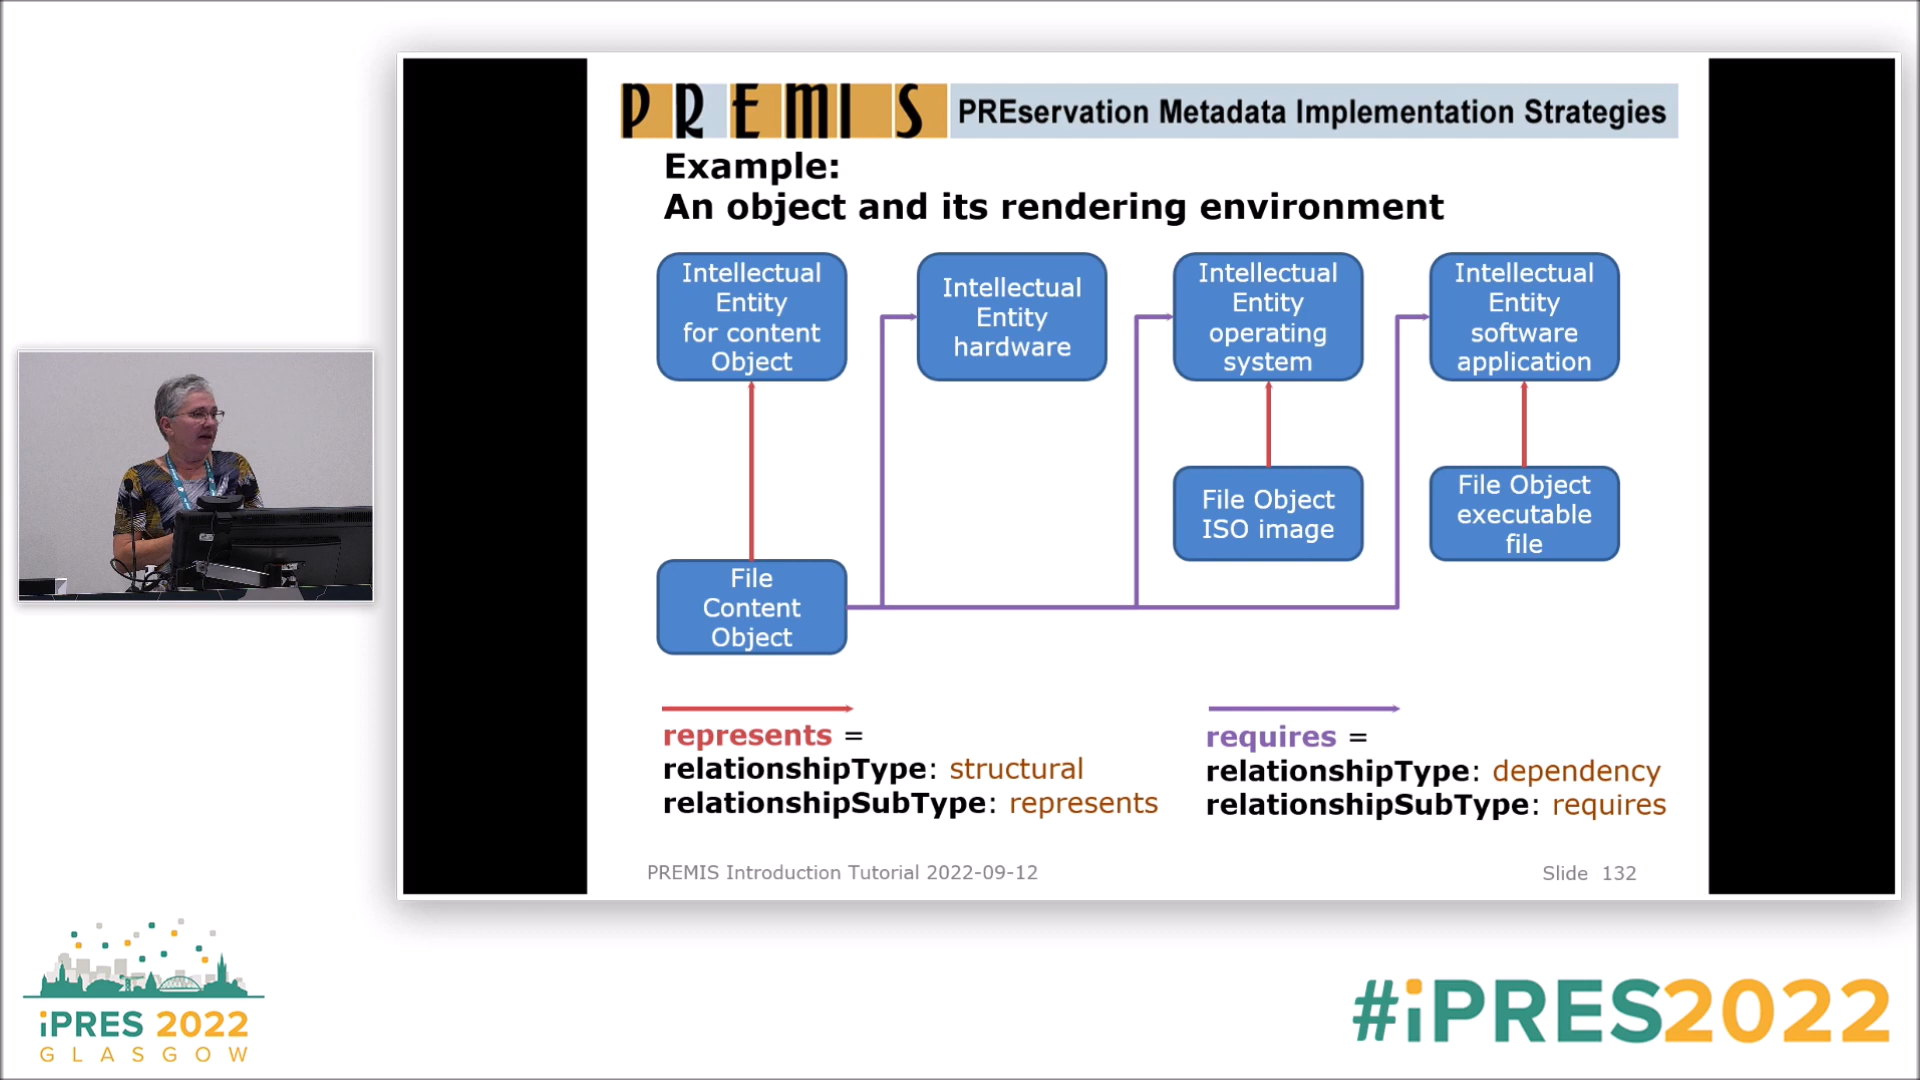 PREMIS PREservation Metadata Implementation Strategies
Example:
An object and its rendering environment
Intellectual
Entity
for content
Object
Intellectual
Entity
hardware
Intellectual
Entity
operating
system
Intellectual
Entity
software
application
File Object
ISO image
File Object
executable
file
File
Content
Object
represents =
relationshipType: structural
relationshipSubType: represents
requires =
relationshipType: dependency
relationshipSubType: requires
PREMIS Introduction Tutorial 2022-09-12
Slide 132
iPRES 2022
GLASGOW
#iPRES2022